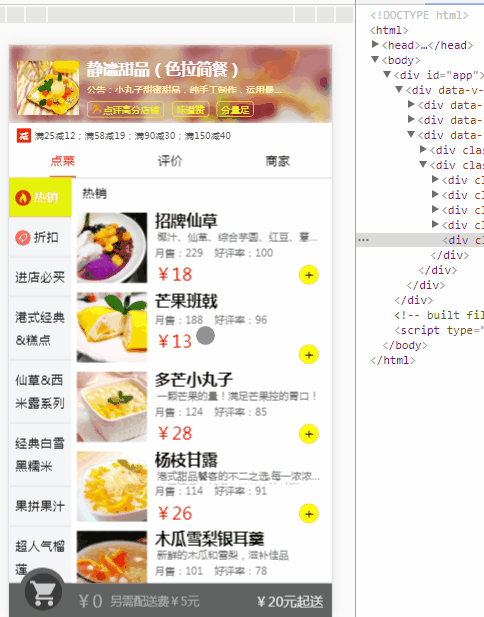 静谧甜品（色拉简餐）
公告：小丸子甜蜜甜品，纯手工制作，运用量...
点评高分店铺 味道赞 分量足
减 满25减12；满58减19；满90减30；满150减40
点菜 评价 商家
热销
折扣
进店必买
港式经典
&糕点
仙草&西
米露系列
经典白雪
黑糯米
果拼果汁
超人气榴
莲
热销
招牌仙草
椰汁、仙草、综合芋圆、红豆、薏...
月售：229 好评率：100
￥18
+
芒果班戟
月售：188 好评率：96
￥13
+
多芒小丸子
一颗芒果的量！满足芒果控的胃口！
月售：124 好评率：85
￥28
+
杨枝甘露
港式甜品饕客的不二之选,每一浓浓...
月售：114 好评率：91
￥26
+
木瓜雪梨银耳羹
新鲜的木瓜和雪梨，滋补佳品
月售：101 好评率：78
￥0 另需配送费￥5元 ￥20元起送
<!DOCTYPE html>
<html>
<head>…</head>
<body>
<div id="app">
<div data-v-
<div data-
<div data-
<div data-
<div clas
<div clas
<div cl
<div cl
<div cl
<div cl
... <div cl
</div>
</div>
</div>
</div>
<!-- built fil
<script type="
</body>
</html>